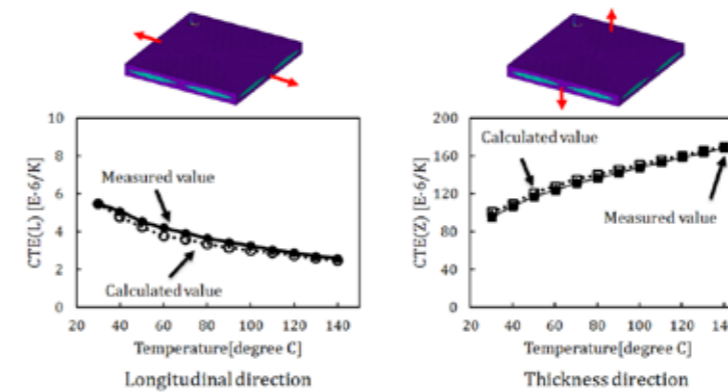 10
8
6
4
2
0
CTE(L) [E-6/K]
Measured value
Calculated value
20 40 60 80 100 120 140
Temperature[degree C]
Longitudinal direction
200
160
120
80
40
0
CTE(Z) [E-6/K]
Calculated value
Measured value
20 40 60 80 100 120
Temperature[degree C]
Thickness direction